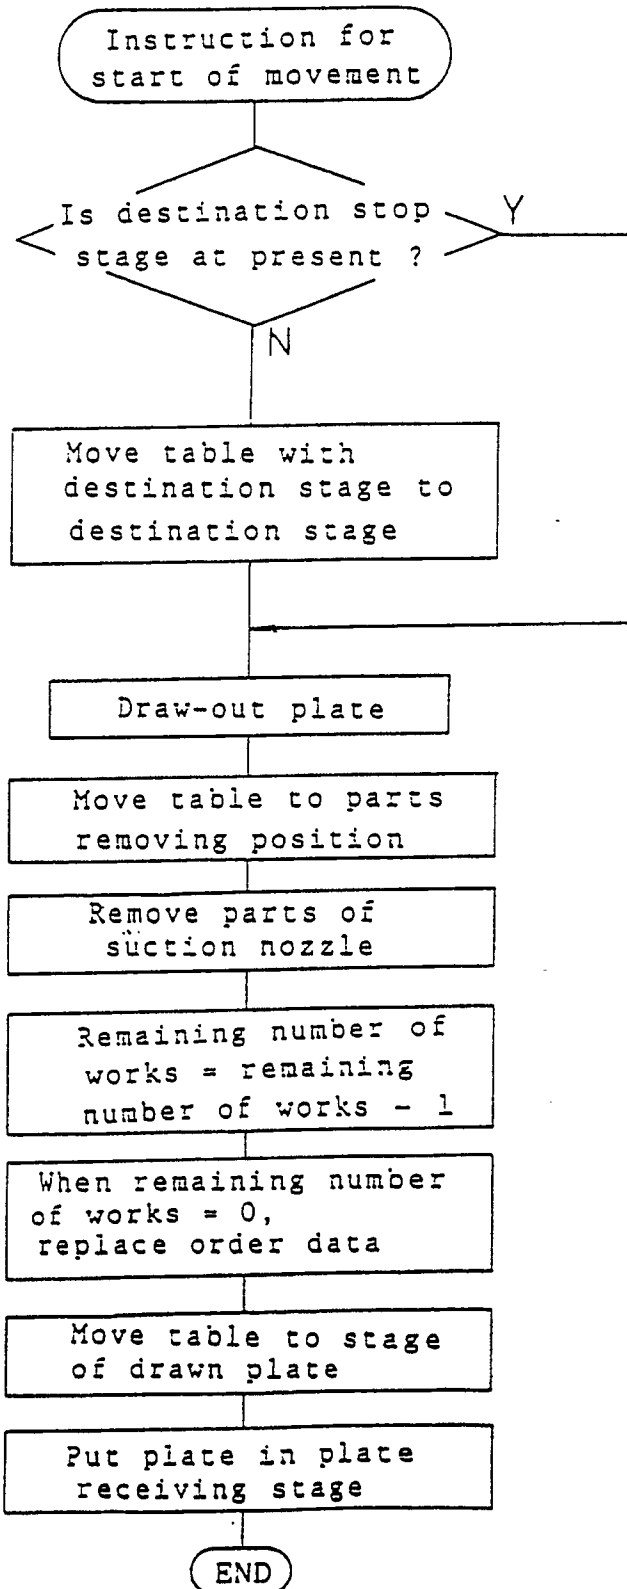 Instruction for
start of movement
Is destination stop
stage at present ?
Y
N
Move table with
destination stage to
destination stage
Draw-out plate
Move table to parts
removing position
Remove parts of
suction nozzle
Remaining number of
works = remaining
number of works - 1
When remaining number
of works = 0,
replace order data
Move table to stage
of drawn plate
Put plate in plate
receiving stage
END